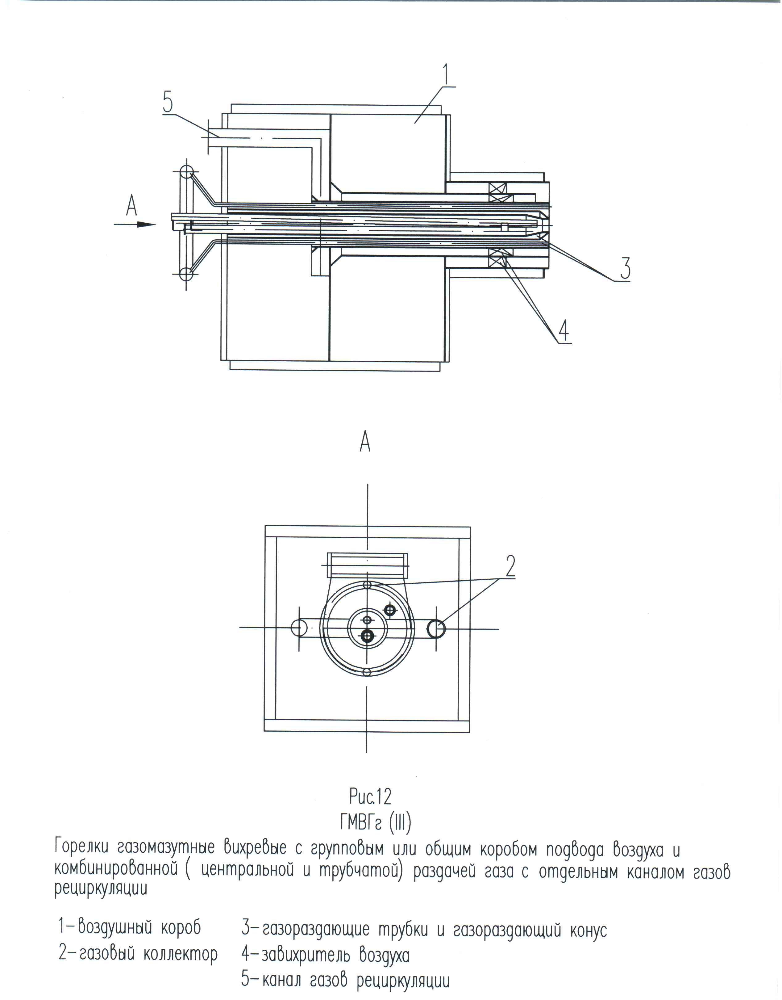 1
5
А
3
4
А
2
Рис.12
ГМВГг (III)
Горелки газомазутные вихревые с групповым или общим коробом подвода воздуха и
комбинированной ( центральной и трубчатой) раздачей газа с отдельным каналом газов
рециркуляции
1–воздушный короб
2–газовый коллектор
3–газораздающие трубки и газораздающий конус
4–завихритель воздуха
5–канал газов рециркуляции